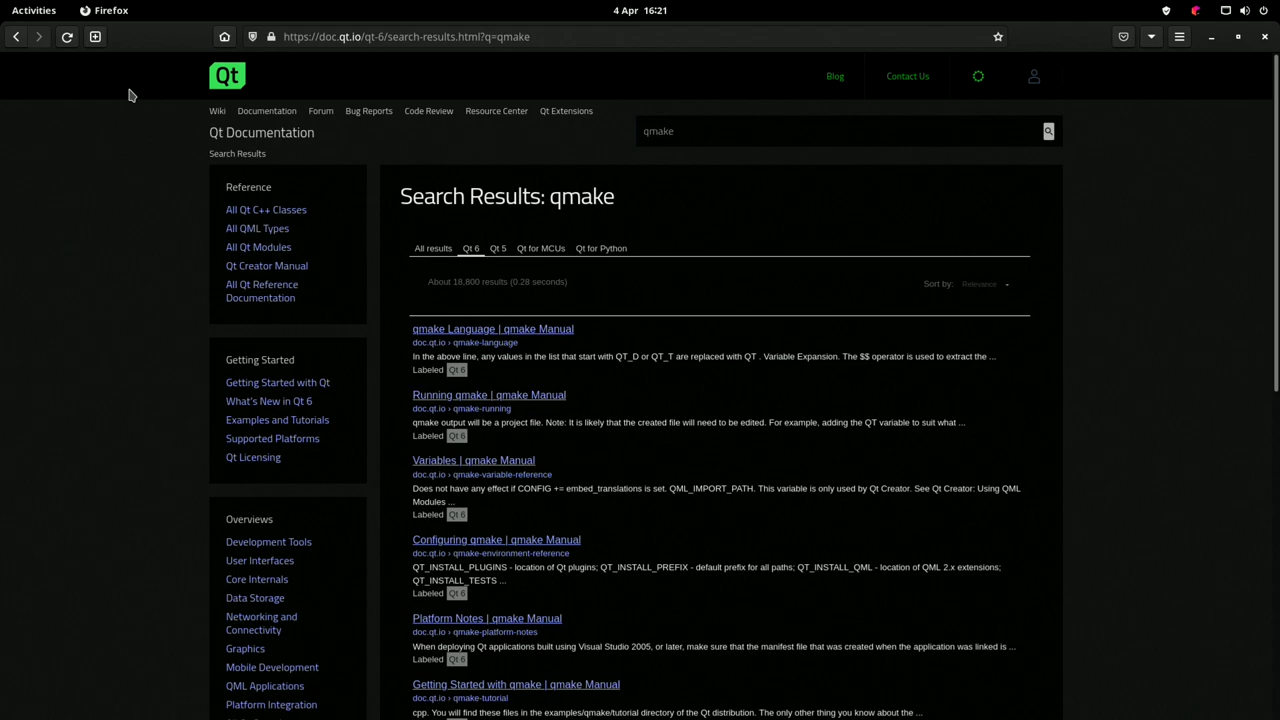 Activities
Firefox
4 Apr 16:21
https://doc.qt.io/qt-6/search-results.html?q=qmake
Qt
Blog
Contact Us
Wiki
Documentation
Forum
Bug Reports
Code Review
Resource Center
Qt Extensions
Qt Documentation
qmake
Search Results
Reference
All Qt C++ Classes
All QML Types
All Qt Modules
Qt Creator Manual
All Qt Reference
Documentation
Getting Started
Getting Started with Qt
What's New in Qt 6
Examples and Tutorials
Supported Platforms
Qt Licensing
Overviews
Development Tools
User Interfaces
Core Internals
Data Storage
Networking and
Connectivity
Graphics
Mobile Development
QML Applications
Platform Integration
Search Results: qmake
All results
Qt 6
Qt 5
Qt for MCUs
Qt for Python
About 18,800 results (0.28 seconds)
Sort by:
Relevance
qmake Language | qmake Manual
doc.qt.io › qmake-language
In the above line, any values in the list that start with QT_D or QT_T are replaced with QT . Variable Expansion. The $$ operator is used to extract the ...
Labeled Qt 6
Running qmake | qmake Manual
doc.qt.io › qmake-running
qmake output will be a project file. Note: It is likely that the created file will need to be edited. For example, adding the QT variable to suit what ...
Labeled Qt 6
Variables | qmake Manual
doc.qt.io › qmake-variable-reference
Does not have any effect if CONFIG += embed_translations is set. QML_IMPORT_PATH. This variable is only used by Qt Creator. See Qt Creator: Using QML
Modules ...
Labeled Qt 6
Configuring qmake | qmake Manual
doc.qt.io › qmake-environment-reference
QT_INSTALL_PLUGINS - location of Qt plugins; QT_INSTALL_PREFIX - default prefix for all paths; QT_INSTALL_QML - location of QML 2.x extensions;
QT_INSTALL_TESTS ...
Labeled Qt 6
Platform Notes | qmake Manual
doc.qt.io › qmake-platform-notes
When deploying Qt applications built using Visual Studio 2005, or later, make sure that the manifest file that was created when the application was linked is ...
Labeled Qt 6
Getting Started with qmake | qmake Manual
doc.qt.io › qmake-tutorial
cpp. You will find these files in the examples/qmake/tutorial directory of the Qt distribution. The only other thing you know about the ...